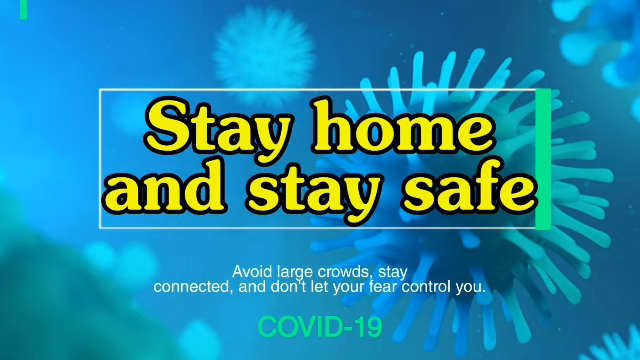 Stay home
and stay safe
Avoid large crowds, stay
connected, and don't let your fear control you.
COVID-19